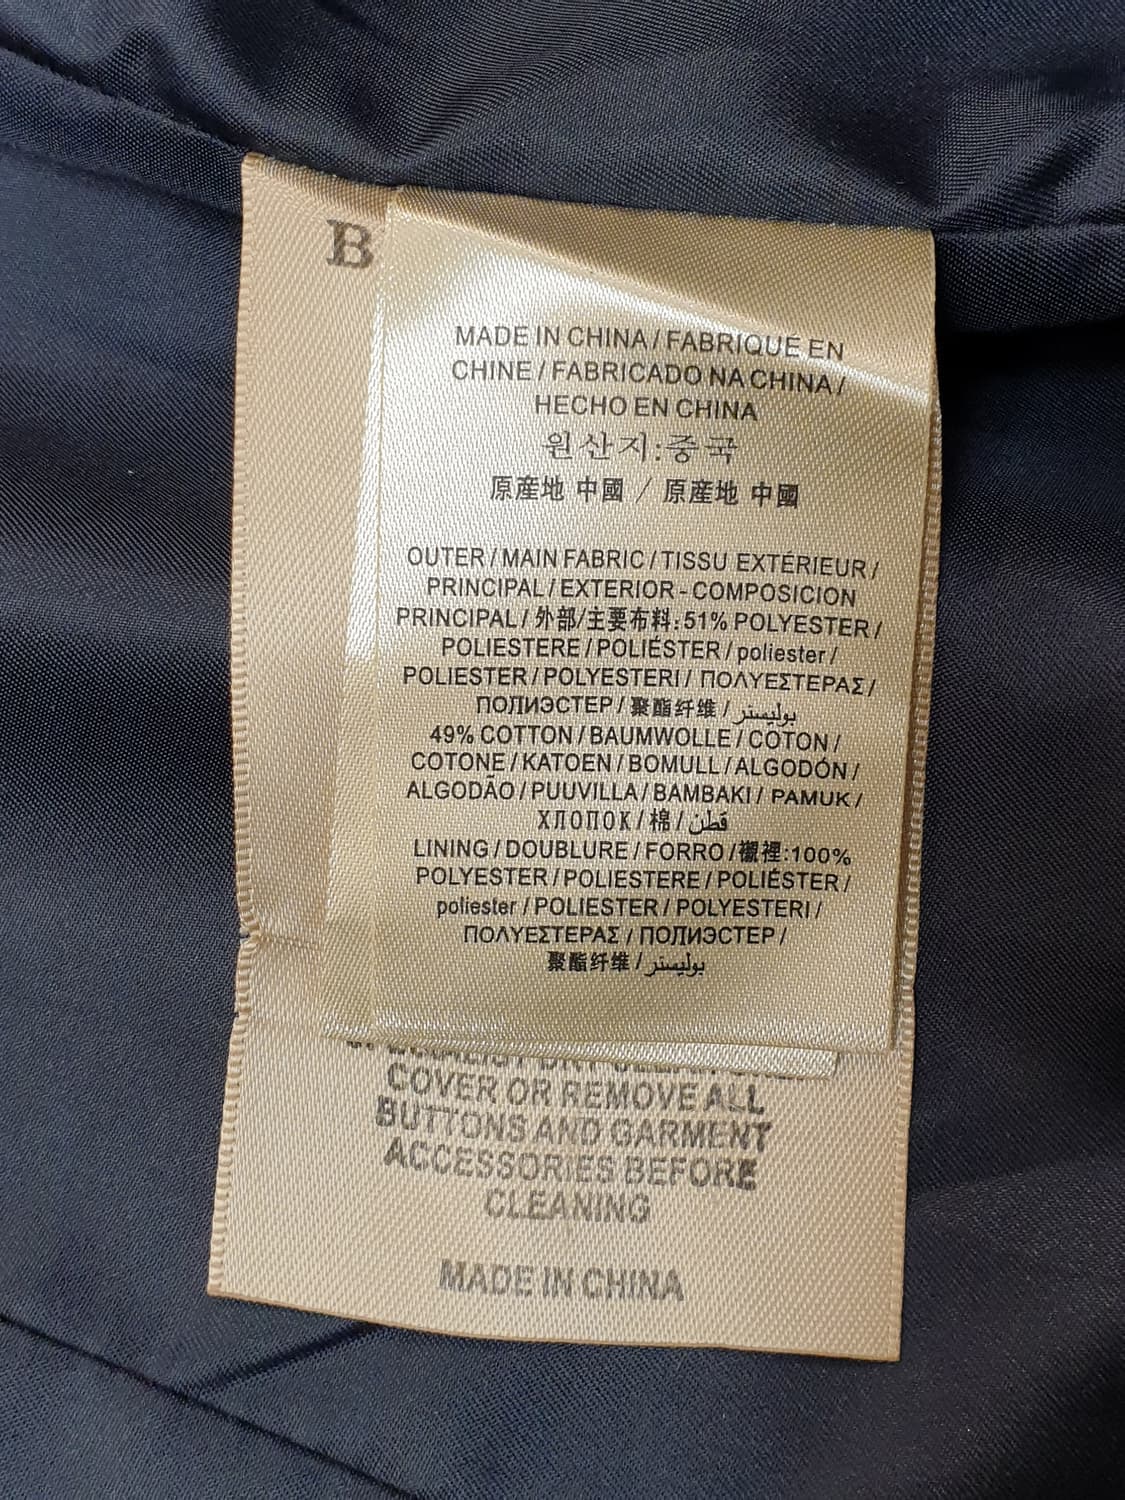 B
MADE IN CHINA / FABRIQUE EN
CHINE / FABRICADO NA CHINA /
HECHO EN CHINA
원산지:중국
原産地 中國 / 原産地 中國
OUTER / MAIN FABRIC / TISSU EXTÉRIEUR /
PRINCIPAL / EXTERIOR - COMPOSICION
PRINCIPAL / 外部/主要布料: 51% POLYESTER /
POLIESTERE / POLIÉSTER / poliester /
POLIESTER / POLYESTERI / ΠΟΛΥΕΣΤΕΡΑΣ /
ПОЛИЭСТЕР / 聚酯纤维 / بوليستر
49% COTTON / BAUMWOLLE / COTON /
COTONE / KATOEN / BOMULL / ALGODÓN /
ALGODÃO / PUUVILLA / BAMBAKI / PAMUK /
ХЛОПОК / 棉 / قطن
LINING / DOUBLURE / FORRO / 襯裡: 100%
POLYESTER / POLIESTERE / POLIÉSTER /
poliester / POLIESTER / POLYESTERI /
ΠΟΛΥΕΣΤΕΡΑΣ / ПОЛИЭСТЕР /
聚酯纤维 / بوليستر
COVER OR REMOVE ALL
BUTTONS AND GARMENT
ACCESSORIES BEFORE
CLEANING
MADE IN CHINA